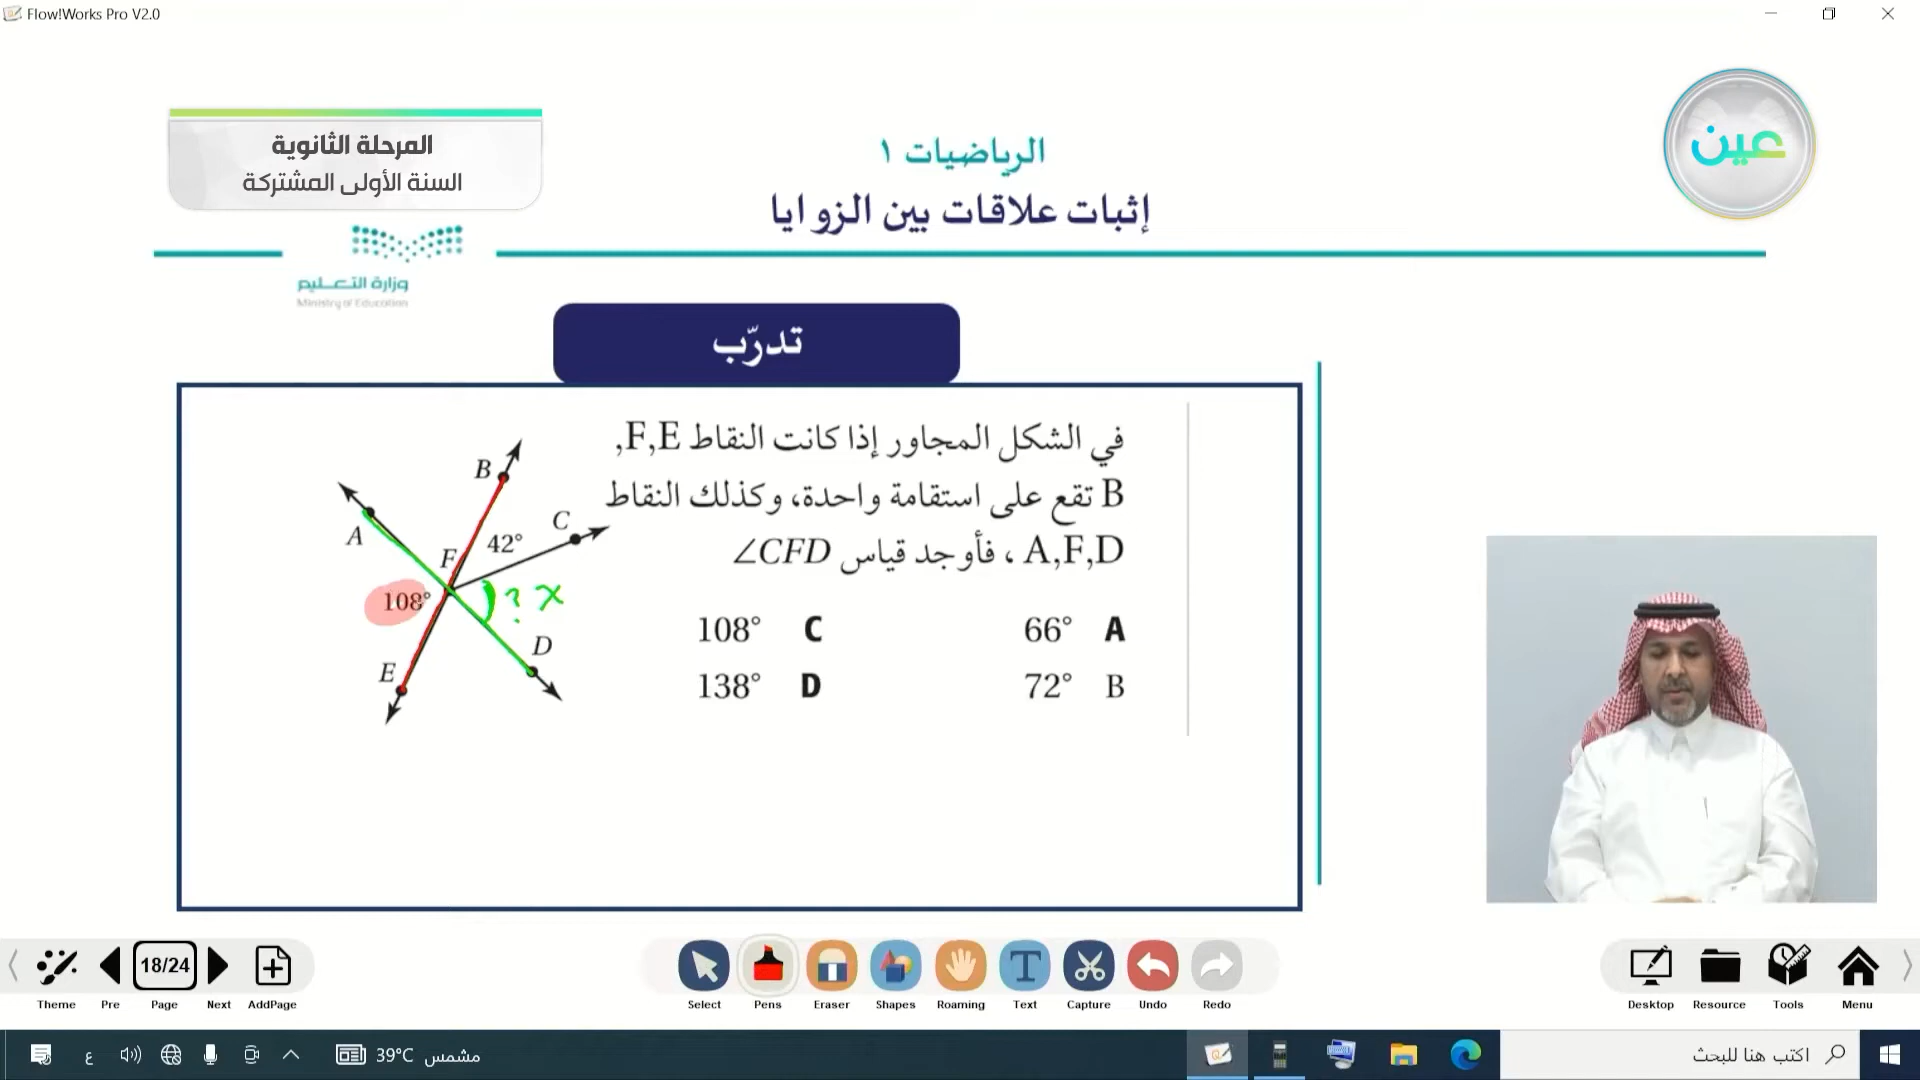 Flow!Works Pro V2.0
المرحلة الثانوية
السنة الأولى المشتركة
الرياضيات ١
إثبات علاقات بين الزوايا
عين
وزارة التعليم
Ministry of Education
تدرّب
في الشكل المجاور إذا كانت النقاط F,E,
B تقع على استقامة واحدة، وكذلك النقاط
A,F,D ، فأوجد قياس ∠CFD
66° A
108° C
72° B
138° D
B
A
C
42°
F
108°
? x
D
E
Theme
Pre
18/24
Page
Next
AddPage
Select
Pens
Eraser
Shapes
Roaming
T
Text
Capture
Undo
Redo
Desktop
Resource
Tools
Menu
ع
39°C مشمس
اكتب هنا للبحث